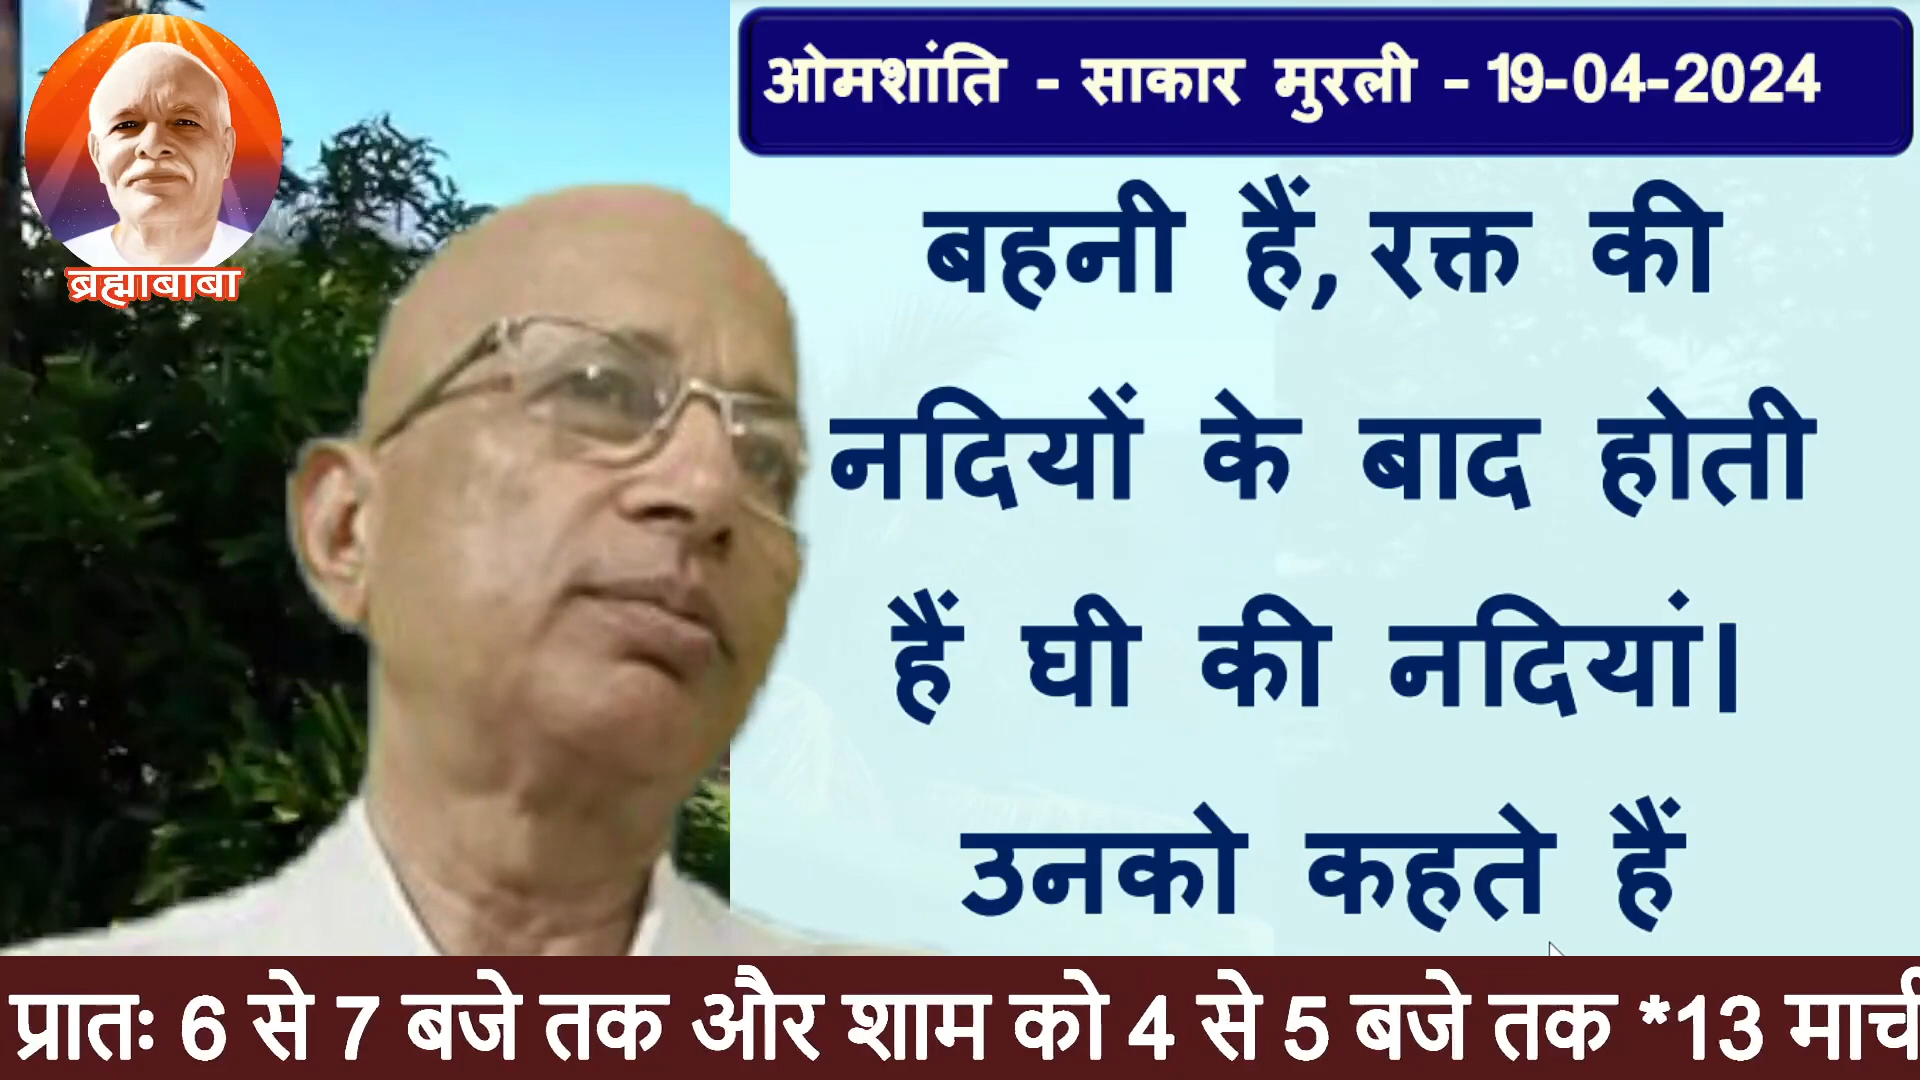 ओमशांति - साकार मुरली - 19-04-2024
ब्रह्माबाबा
बहनी हैं, रक्त की
नदियों के बाद होती
हैं घी की नदियां।
उनको कहते हैं
प्रातः 6 से 7 बजे तक और शाम को 4 से 5 बजे तक *13 मार्च